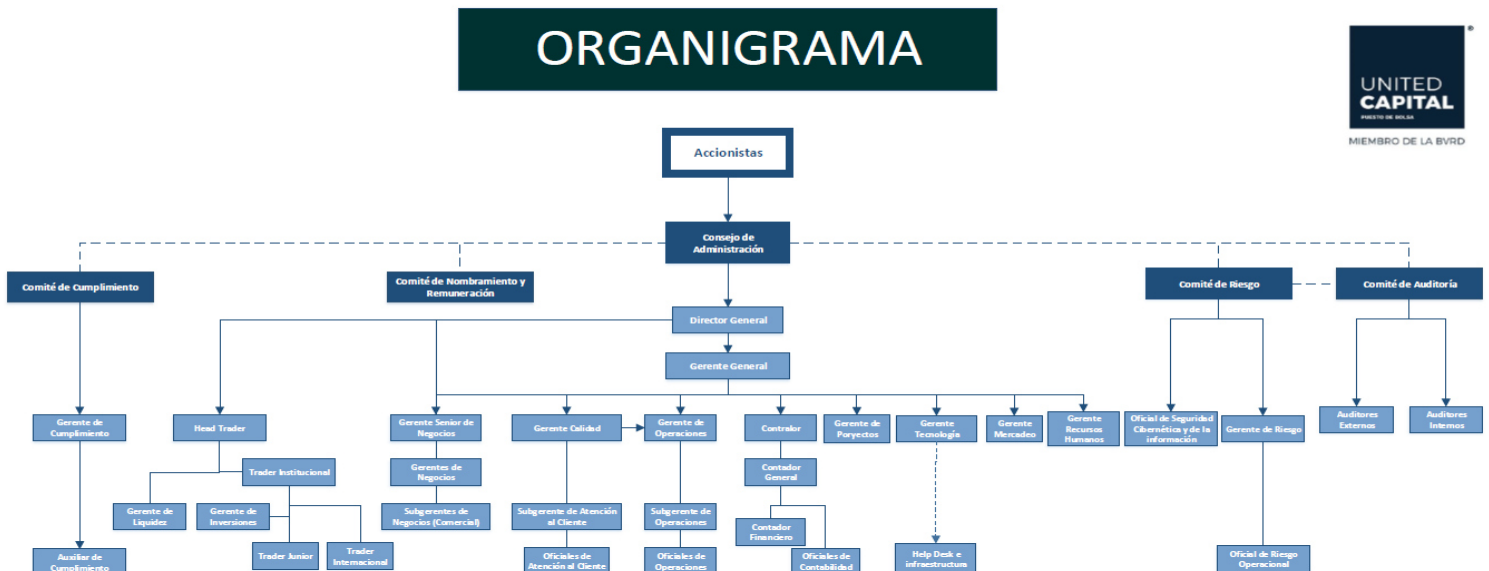 ORGANIGRAMA
UNITED
CAPITAL
PUESTO DE BOLSA
MIEMBRO DE LA BVRD
Accionistas
Consejo de
Administración
Comité de Cumplimiento
Comité de Nombramiento y
Remuneración
Comité de Riesgo
Comité de Auditoría
Director General
Gerente General
Gerente de
Cumplimiento
Head Trader
Gerente Senior de
Negocios
Gerente Calidad
Gerente de
Operaciones
Contralor
Gerente de
Poryectos
Gerente
Tecnología
Gerente
Mercadeo
Gerente
Recursos
Humanos
Oficial de Seguridad
Cibernética y de la
información
Gerente de Riesgo
Auditores
Externos
Auditores
Internos
Trader Institucional
Gerentes de
Negocios
Contador
General
Gerente de
Liquidez
Gerente de
Inversiones
Subgerentes de
Negocios (Comercial)
Subgerente de Atención
al Cliente
Subgerente de
Operaciones
Contador
Financiero
Auxiliar de
Cumplimiento
Trader Junior
Trader
Internacional
Oficiales de
Atención al Cliente
Oficiales de
Operaciones
Oficiales de
Contabilidad
Help Desk e
infraestructura
Oficial de Riesgo
Operacional